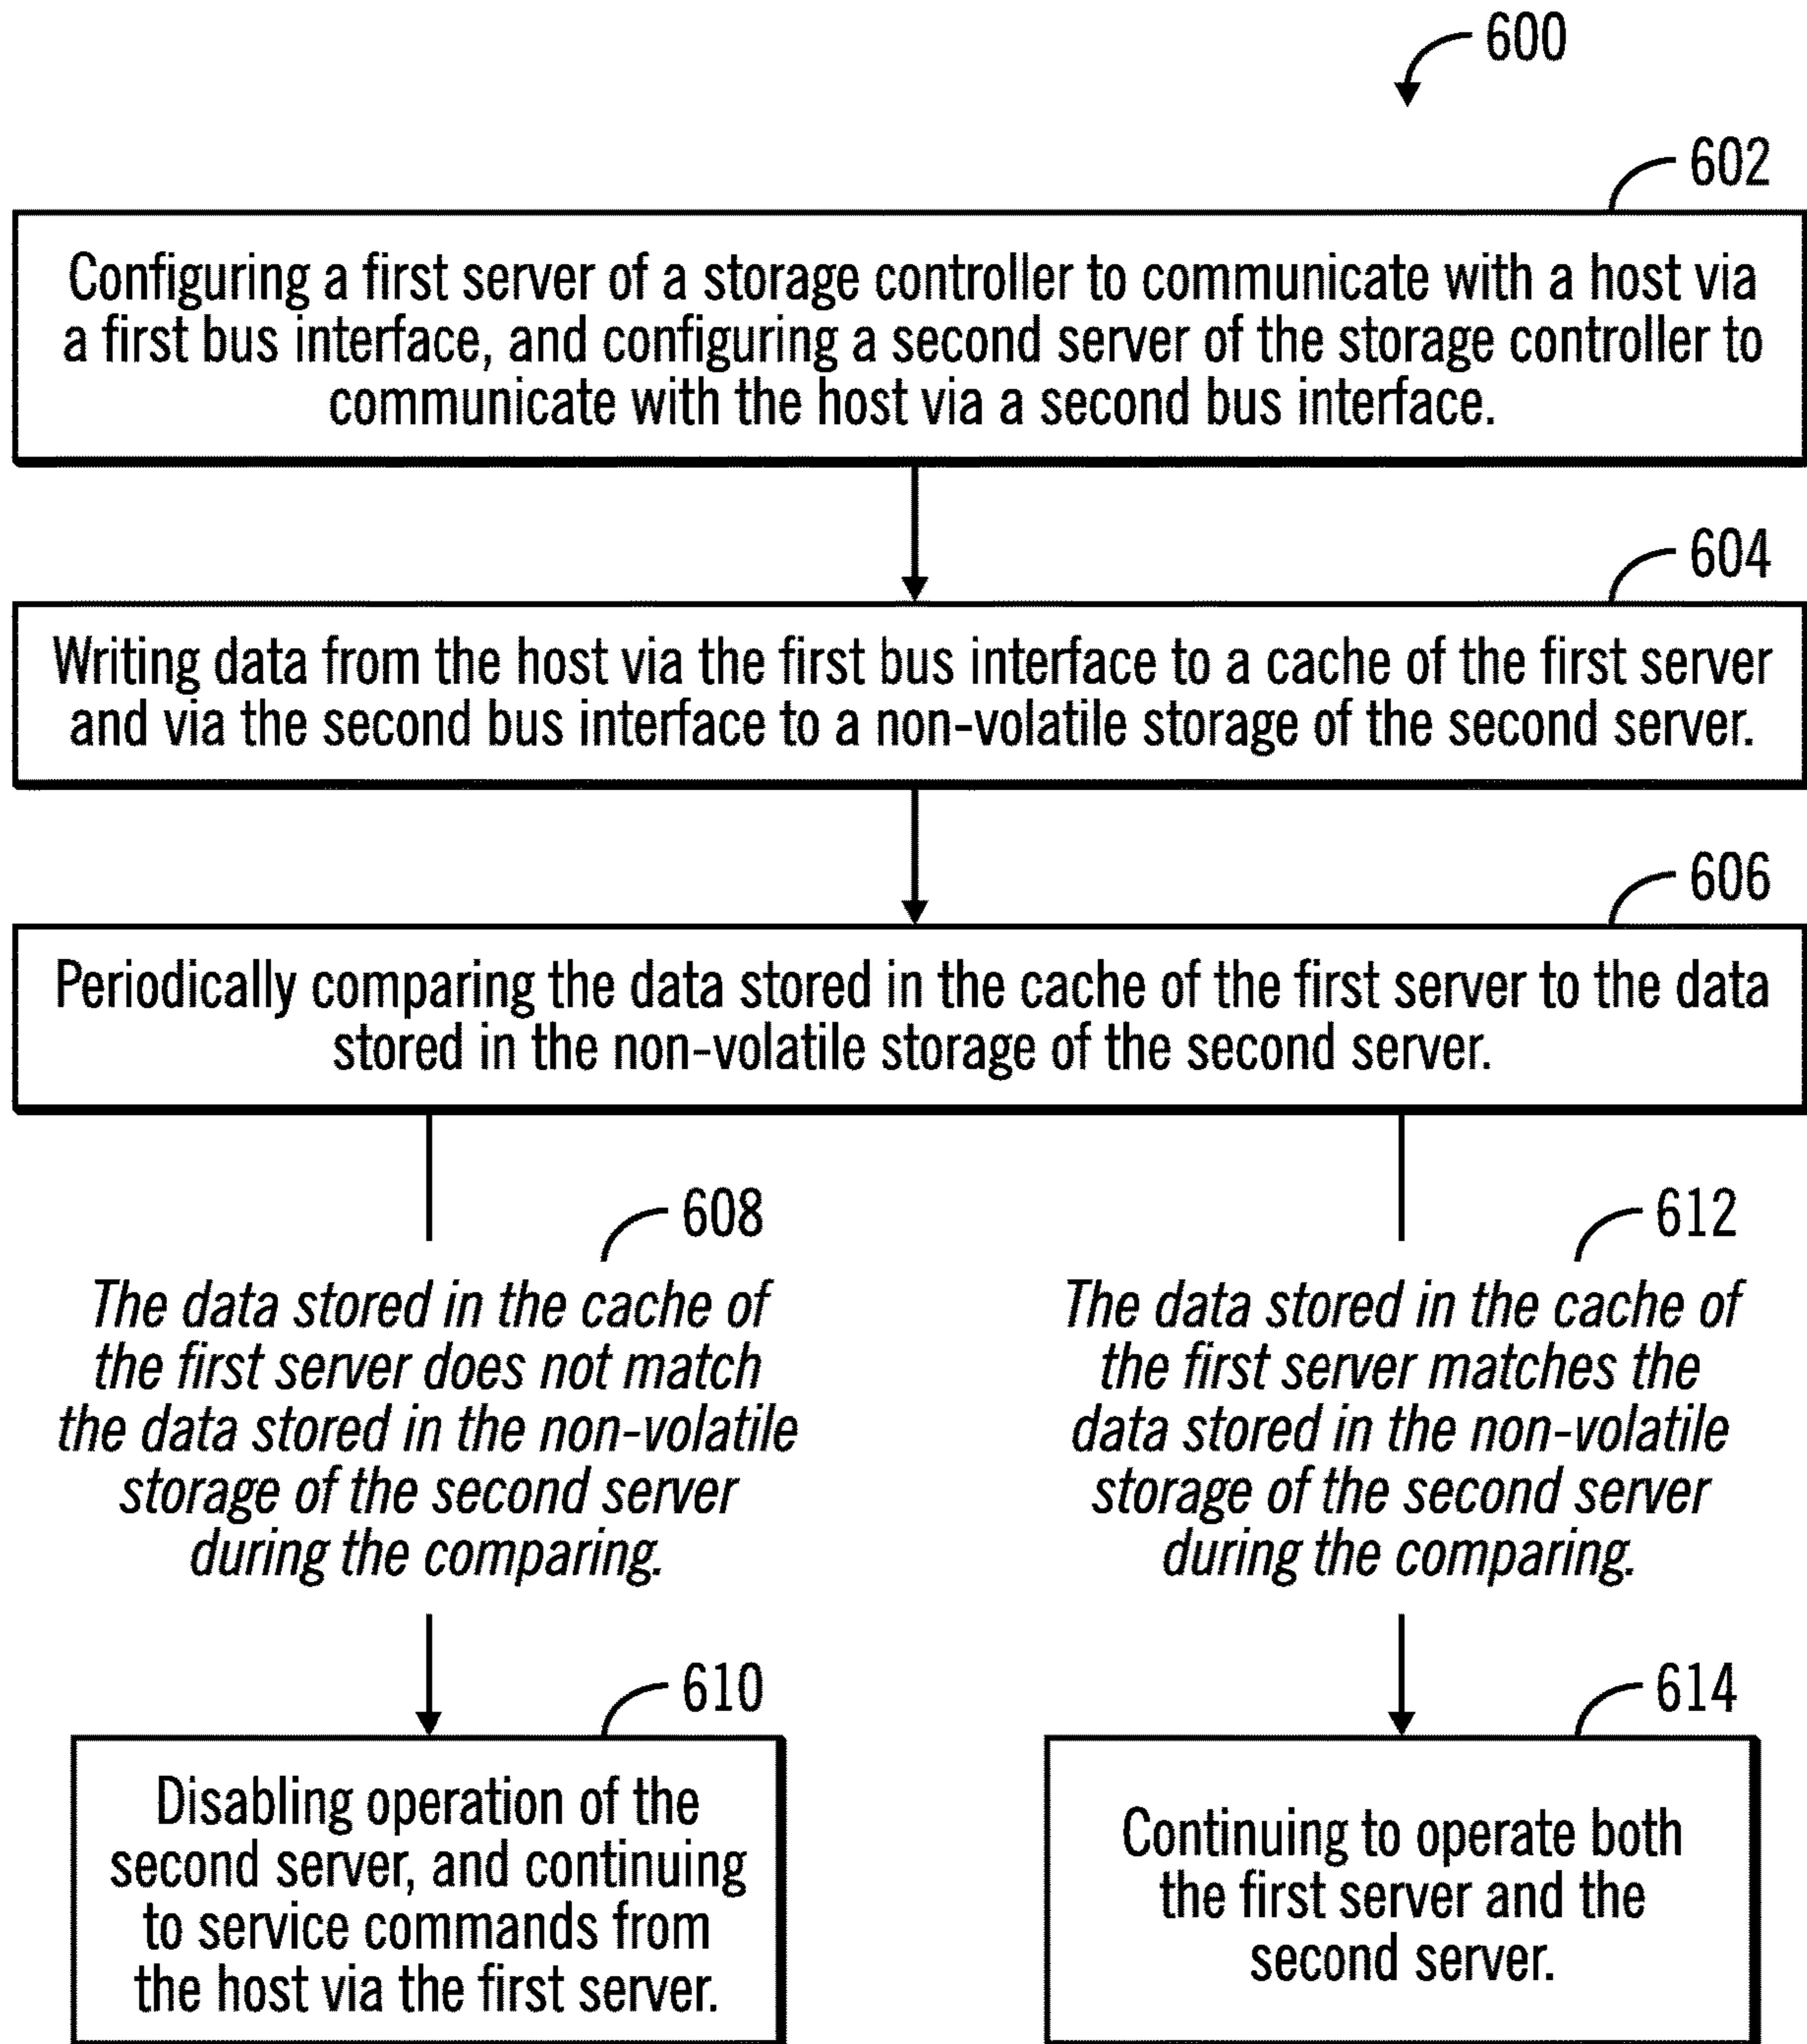 600
602
Configuring a first server of a storage controller to communicate with a host via
a first bus interface, and configuring a second server of the storage controller to
communicate with the host via a second bus interface.
604
Writing data from the host via the first bus interface to a cache of the first server
and via the second bus interface to a non-volatile storage of the second server.
606
Periodically comparing the data stored in the cache of the first server to the data
stored in the non-volatile storage of the second server.
608
The data stored in the cache of
the first server does not match
the data stored in the non-volatile
storage of the second server
during the comparing.
612
The data stored in the cache of
the first server matches the
data stored in the non-volatile
storage of the second server
during the comparing.
610
Disabling operation of the
second server, and continuing
to service commands from
the host via the first server.
614
Continuing to operate both
the first server and the
second server.